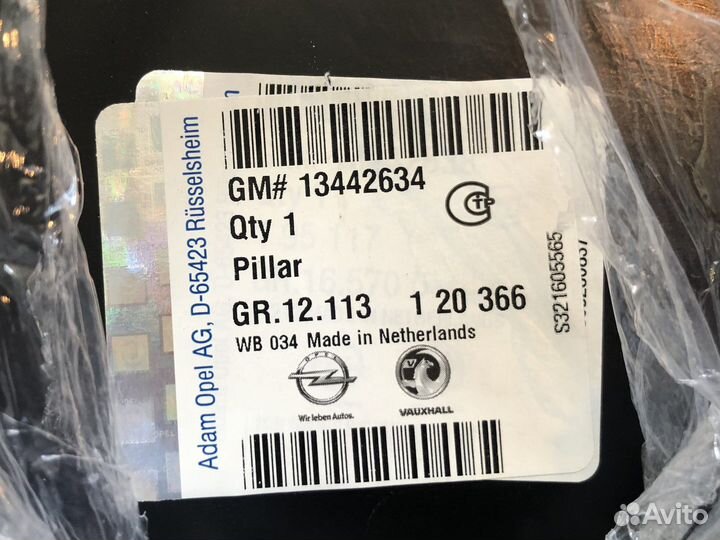 Adam Opel AG, D-65423 Rüsselsheim
GM# 13442634
Qty 1
Pillar
GR.12.113 1 20 366
WB 034 Made in Netherlands
OPEL
Wir leben Autos.
VAUXHALL
S321605565
Avito